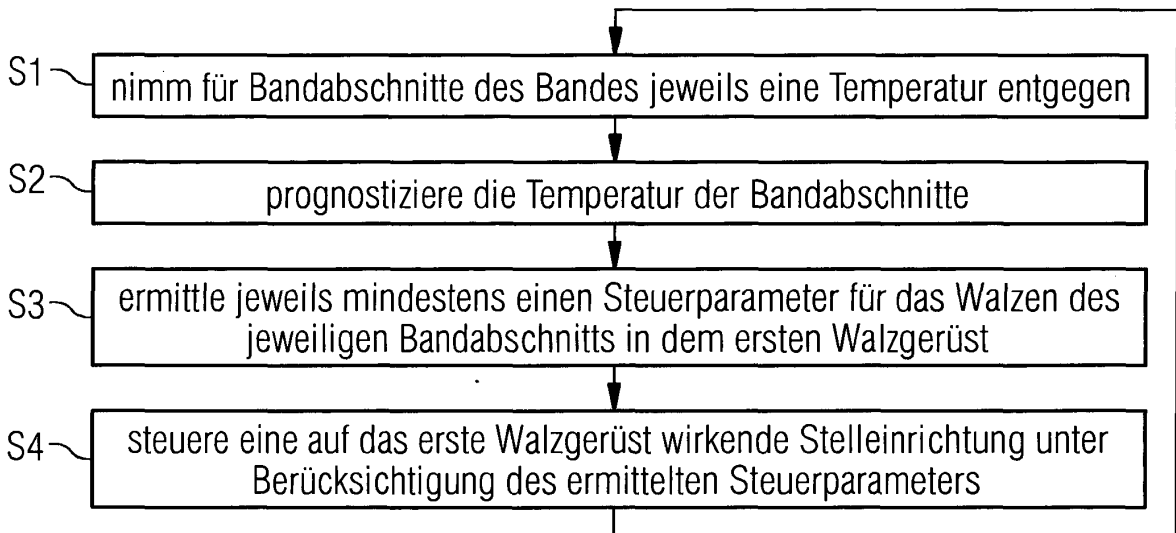 S1
nimm für Bandabschnitte des Bandes jeweils eine Temperatur entgegen
S2
prognostiziere die Temperatur der Bandabschnitte
S3
ermittle jeweils mindestens einen Steuerparameter für das Walzen des
jeweiligen Bandabschnitts in dem ersten Walzgerüst
S4
steuere eine auf das erste Walzgerüst wirkende Stelleinrichtung unter
Berücksichtigung des ermittelten Steuerparameters